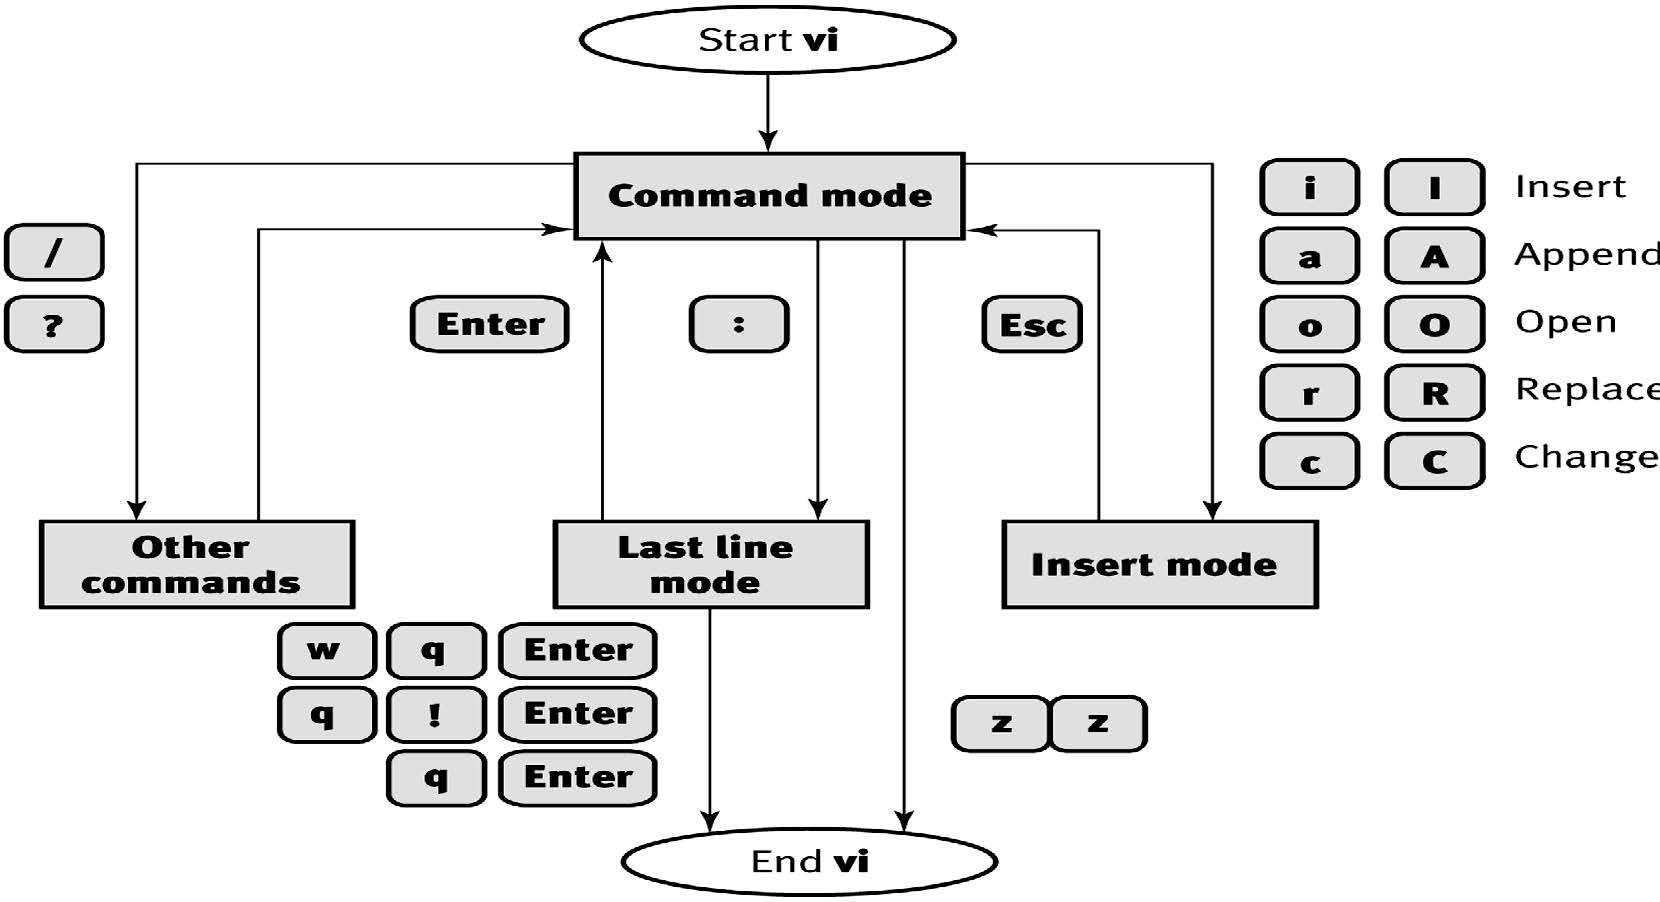 Start vi
Command mode
/
?
Enter
:
Esc
i I Insert
a A Append
o O Open
r R Replace
c C Change
Other
commands
Last line
mode
Insert mode
w q Enter
q ! Enter
q Enter
z z
End vi